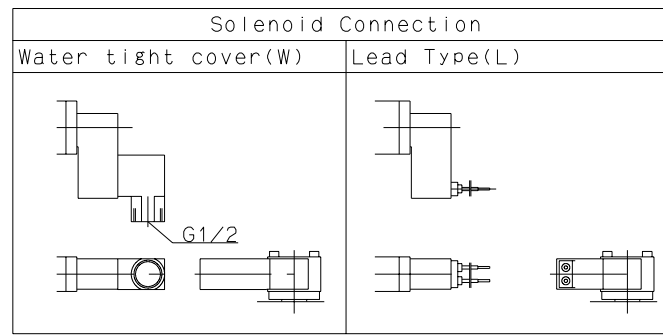 Solenoid Connection
Water tight cover(W)
Lead Type(L)
G1/2